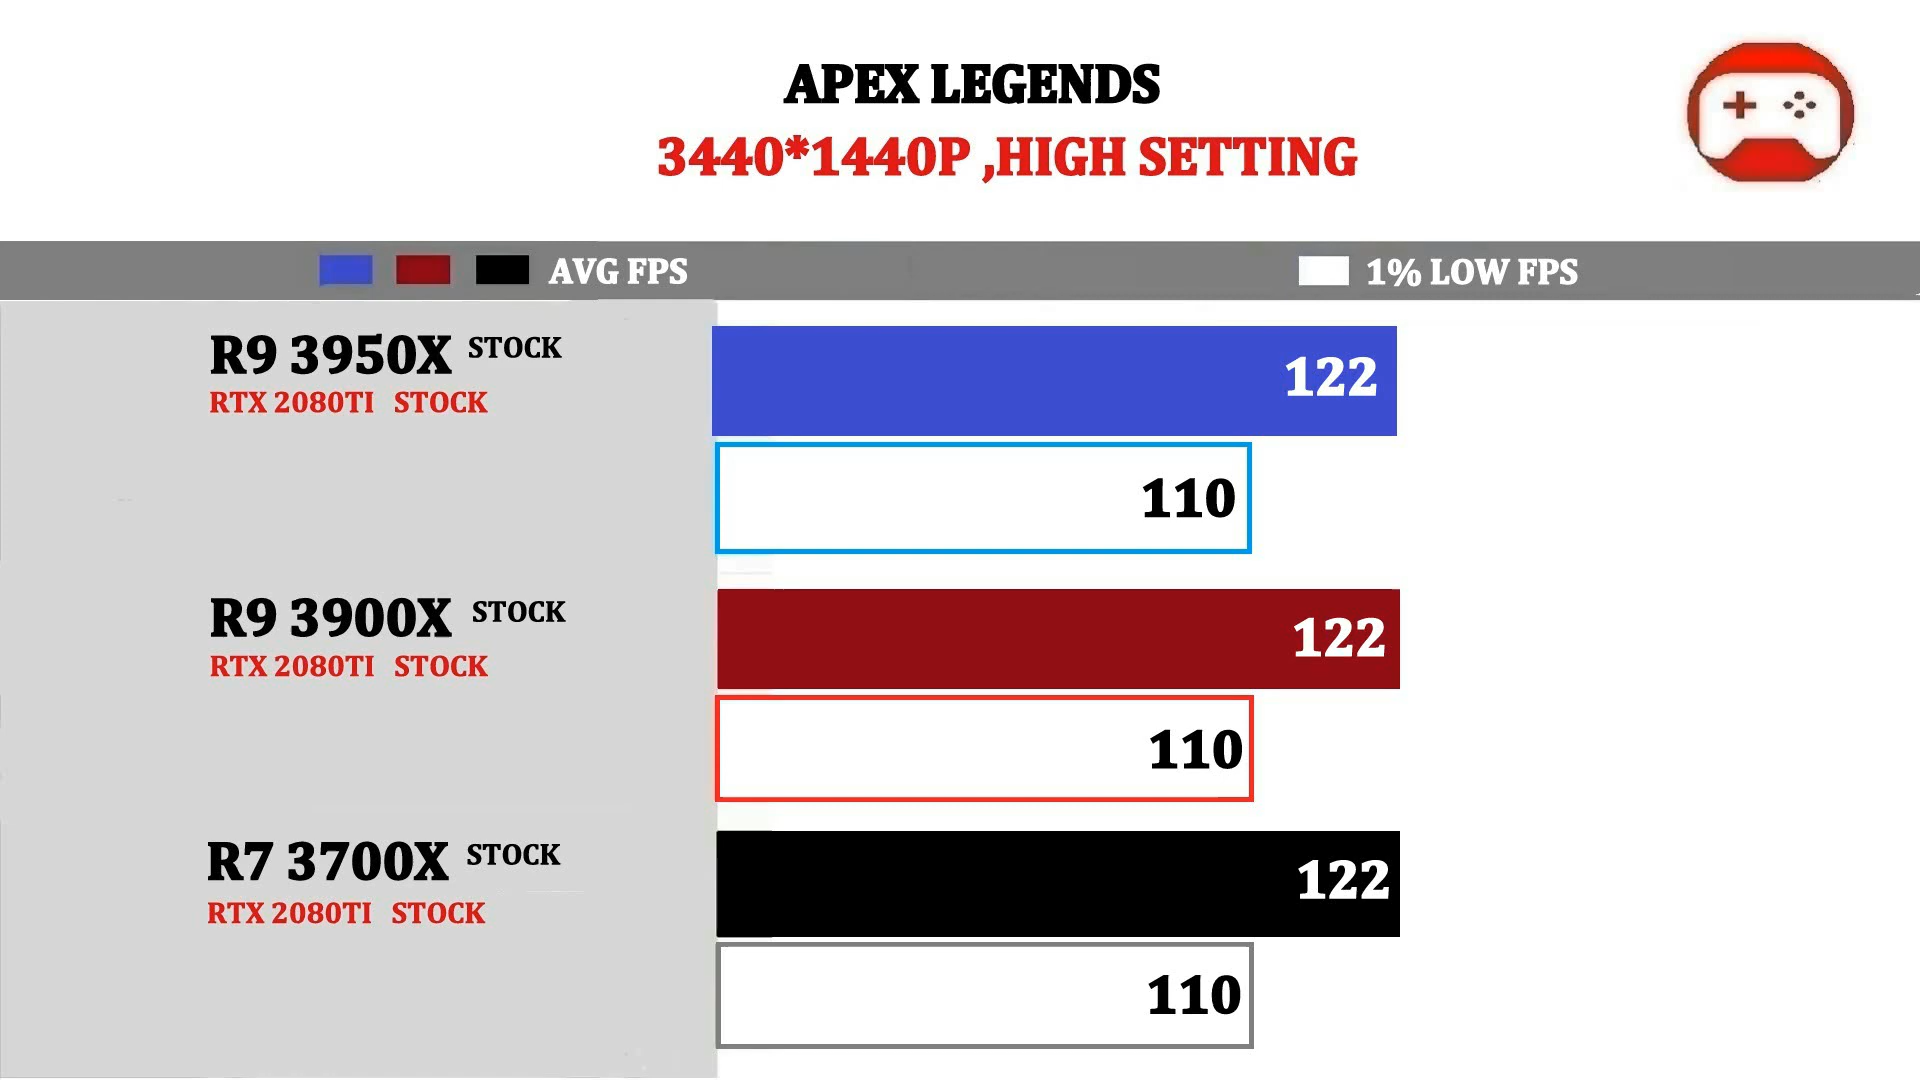 APEX LEGENDS
3440*1440P ,HIGH SETTING
AVG FPS
1% LOW FPS
R9 3950X STOCK
RTX 2080TI STOCK
122
110
R9 3900X STOCK
RTX 2080TI STOCK
122
110
R7 3700X STOCK
RTX 2080TI STOCK
122
110